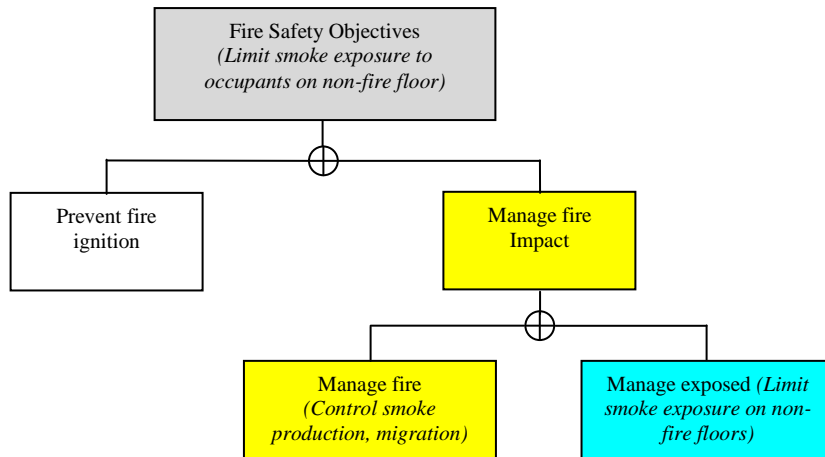 Fire Safety Objectives
(Limit smoke exposure to
occupants on non-fire floor)
Prevent fire
ignition
Manage fire
Impact
Manage fire
(Control smoke
production, migration)
Manage exposed (Limit
smoke exposure on non-
fire floors)